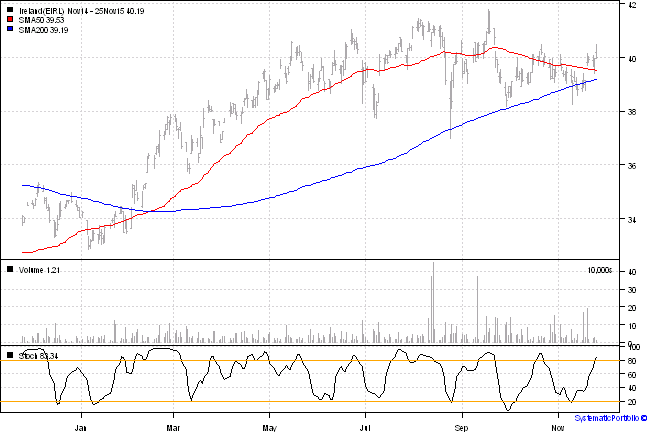 Ireland(EIRL) Nov14 - 25Nov15 40.19
SMA50 39.53
SMA200 39.19
42
40
38
36
34
Volume 1.21
10,000s
40
30
20
10
0
Stoch 83.34
100
80
60
40
20
Jan
Mar
May
Jul
Sep
Nov
SystematicPortfolio ©